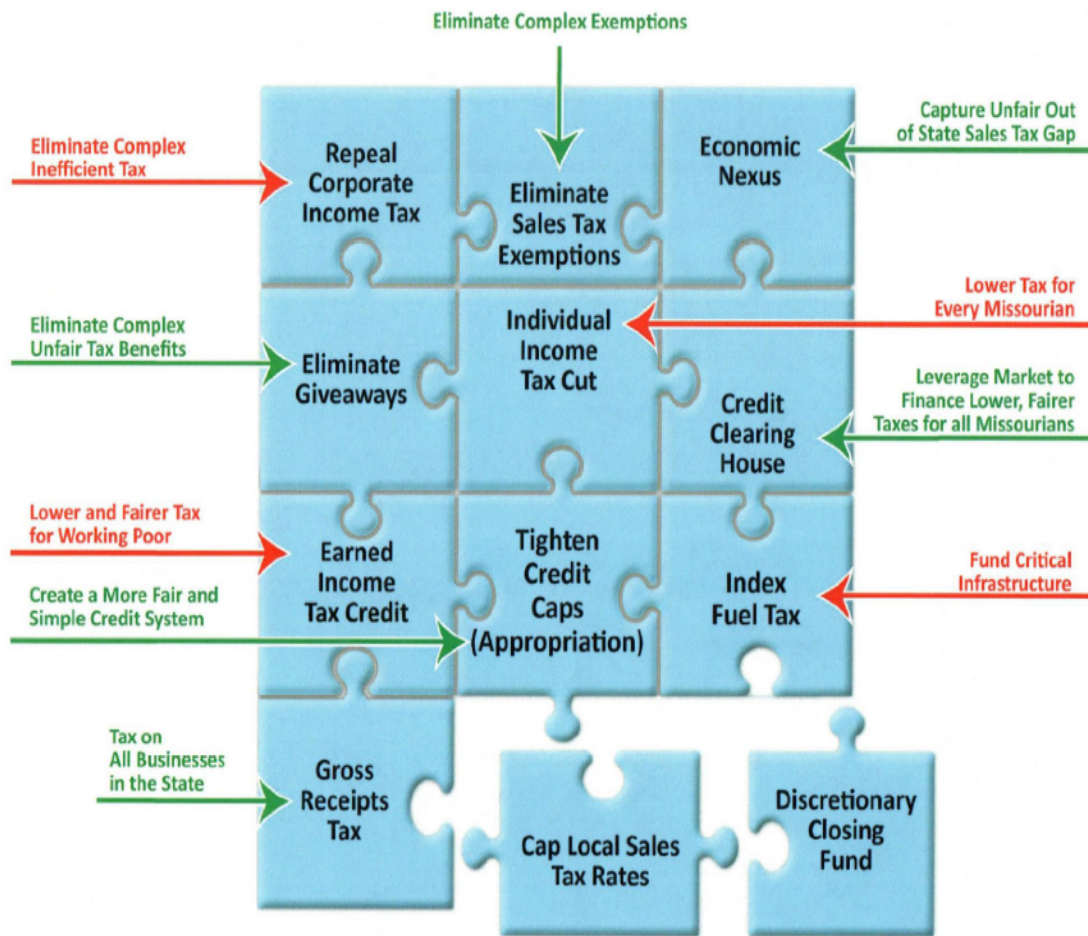 Eliminate Complex Exemptions
Eliminate Complex
Inefficient Tax
Repeal
Corporate
Income Tax
Eliminate
Sales Tax
Exemptions
Economic
Nexus
Capture Unfair Out
of State Sales Tax Gap
Eliminate Complex
Unfair Tax Benefits
Eliminate
Giveaways
Individual
Income
Tax Cut
Lower Tax for
Every Missourian
Credit
Clearing
House
Leverage Market to
Finance Lower, Fairer
Taxes for all Missourians
Lower and Fairer Tax
for Working Poor
Create a More Fair and
Simple Credit System
Earned
Income
Tax Credit
Tighten
Credit
Caps
(Appropriation)
Index
Fuel Tax
Fund Critical
Infrastructure
Tax on
All Businesses
in the State
Gross
Receipts
Tax
Cap Local Sales
Tax Rates
Discretionary
Closing
Fund